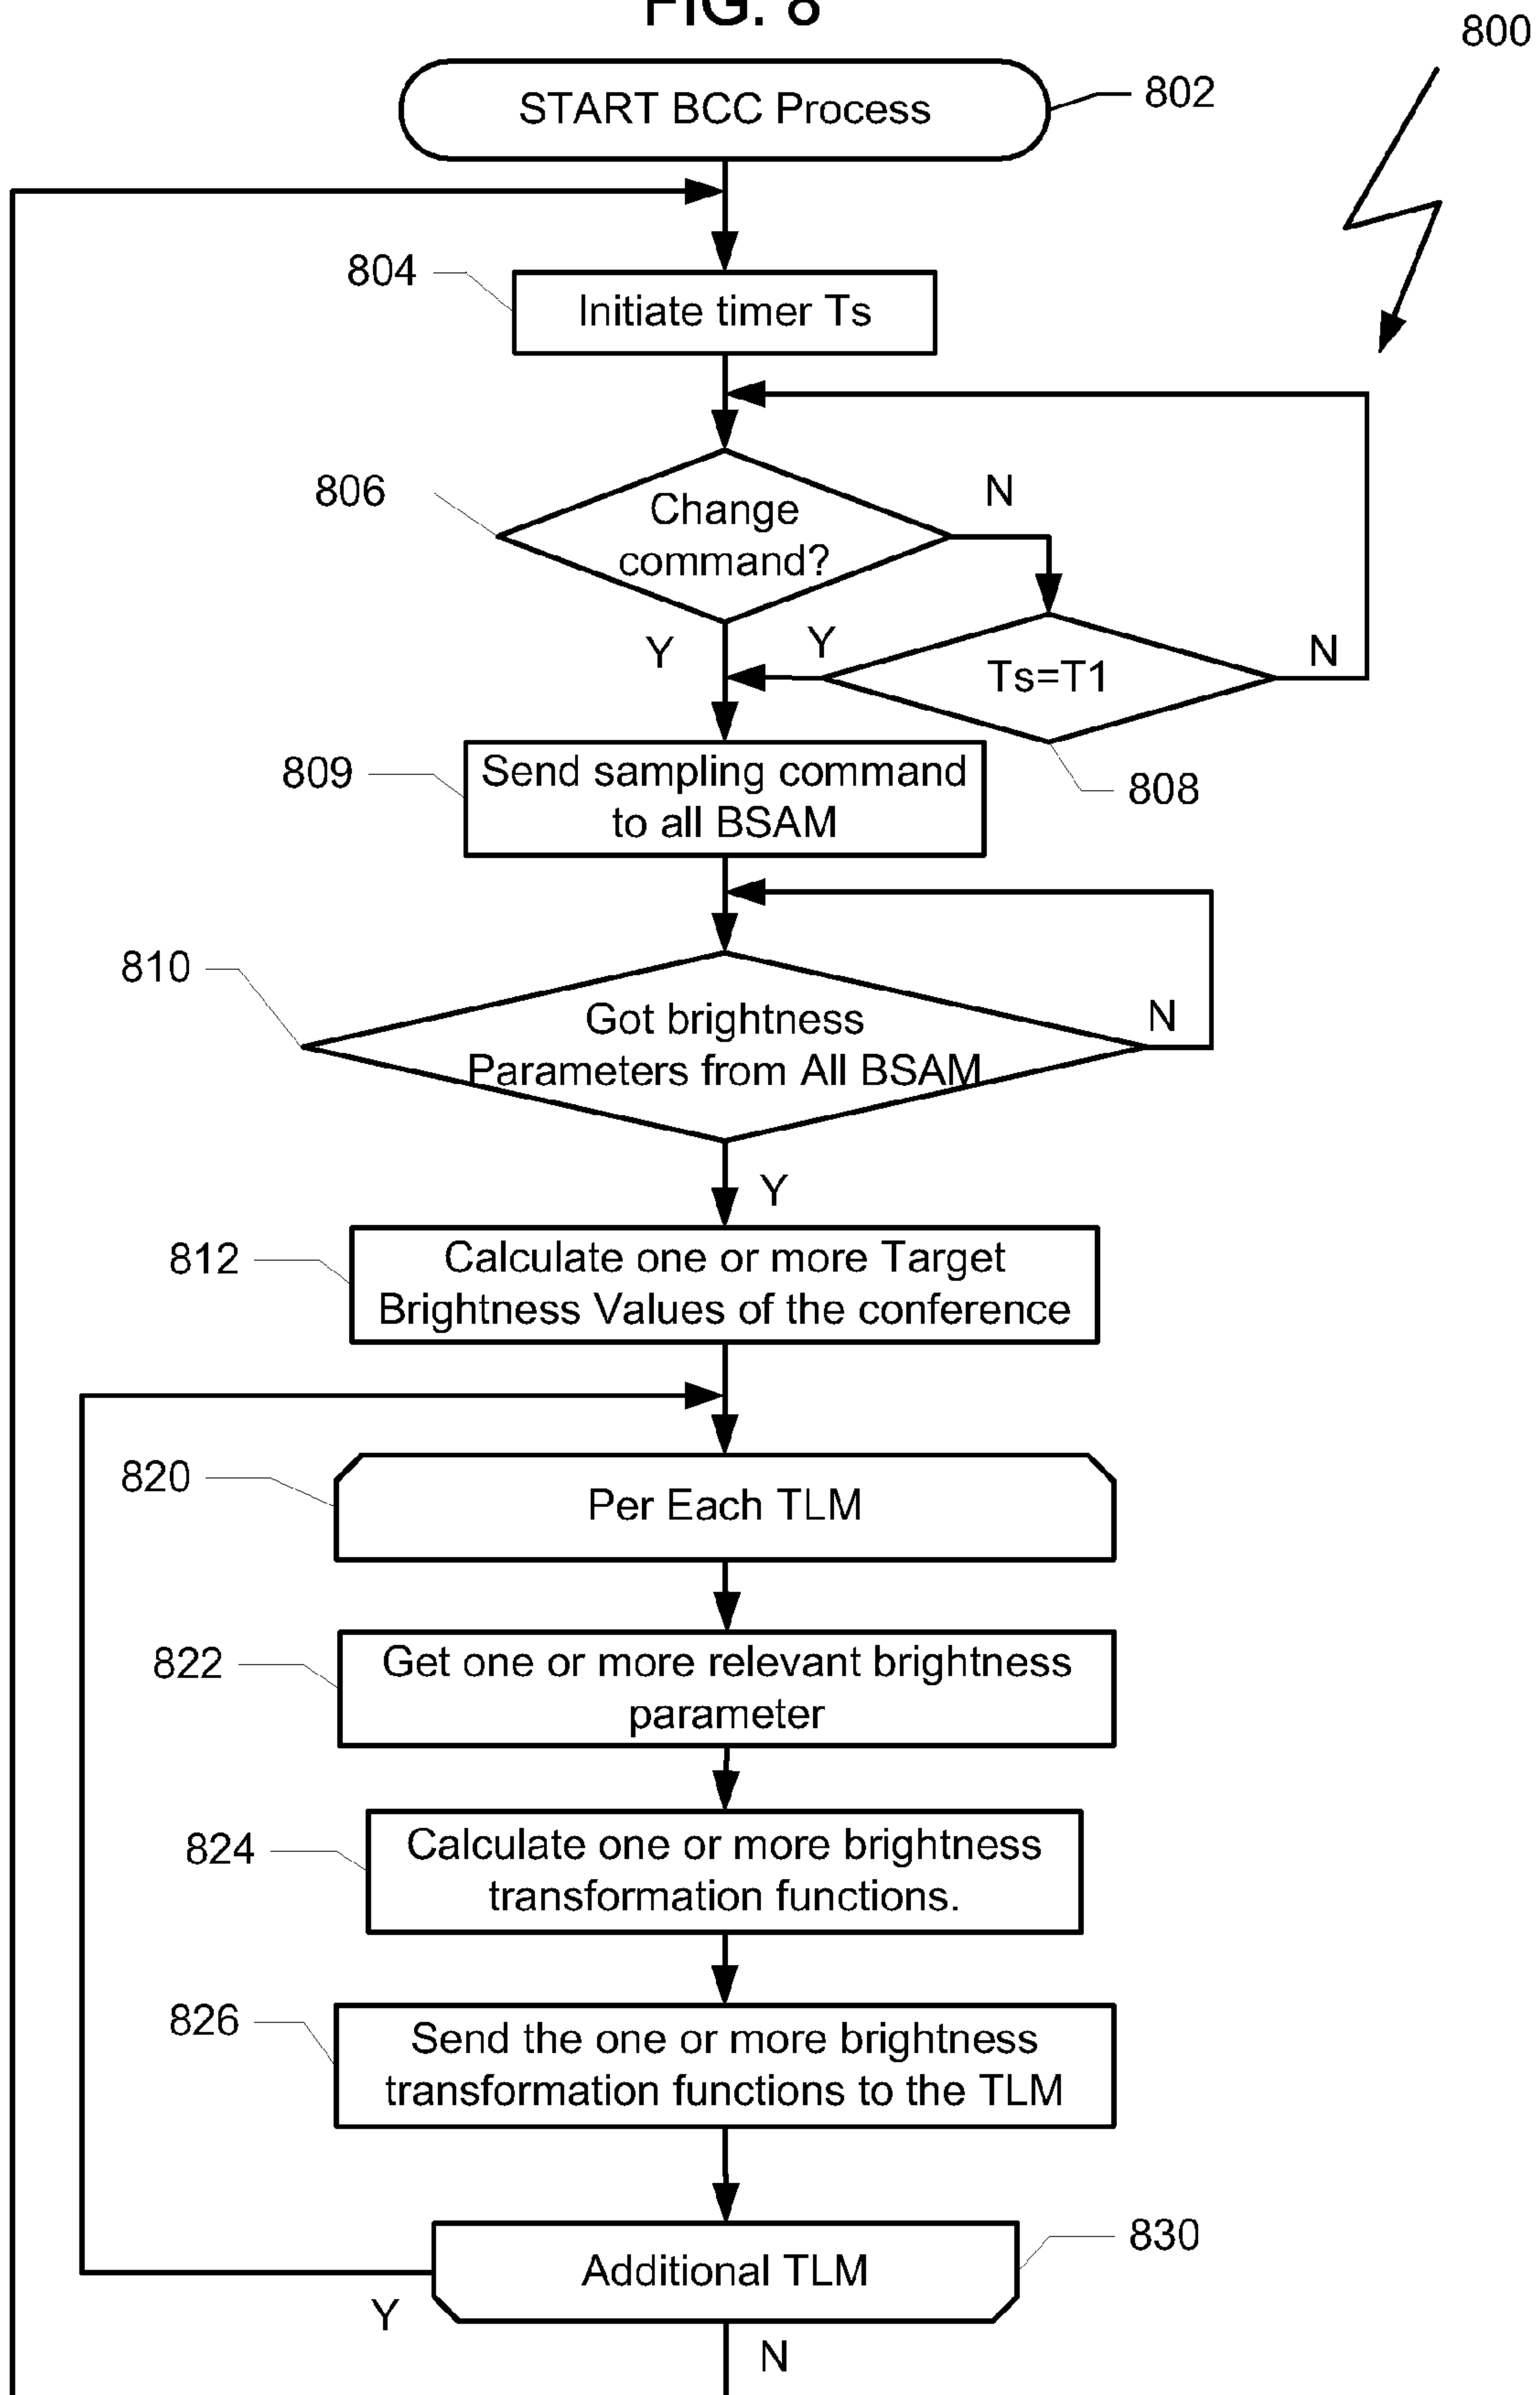 FIG. 8
800
START BCC Process
802
804
Initiate timer Ts
806
Change
command?
N
Y
Y
Ts=T1
N
808
809
Send sampling command
to all BSAM
810
Got brightness
Parameters from All BSAM
N
Y
812
Calculate one or more Target
Brightness Values of the conference
820
Per Each TLM
822
Get one or more relevant brightness
parameter
824
Calculate one or more brightness
transformation functions.
826
Send the one or more brightness
transformation functions to the TLM
830
Additional TLM
Y
N